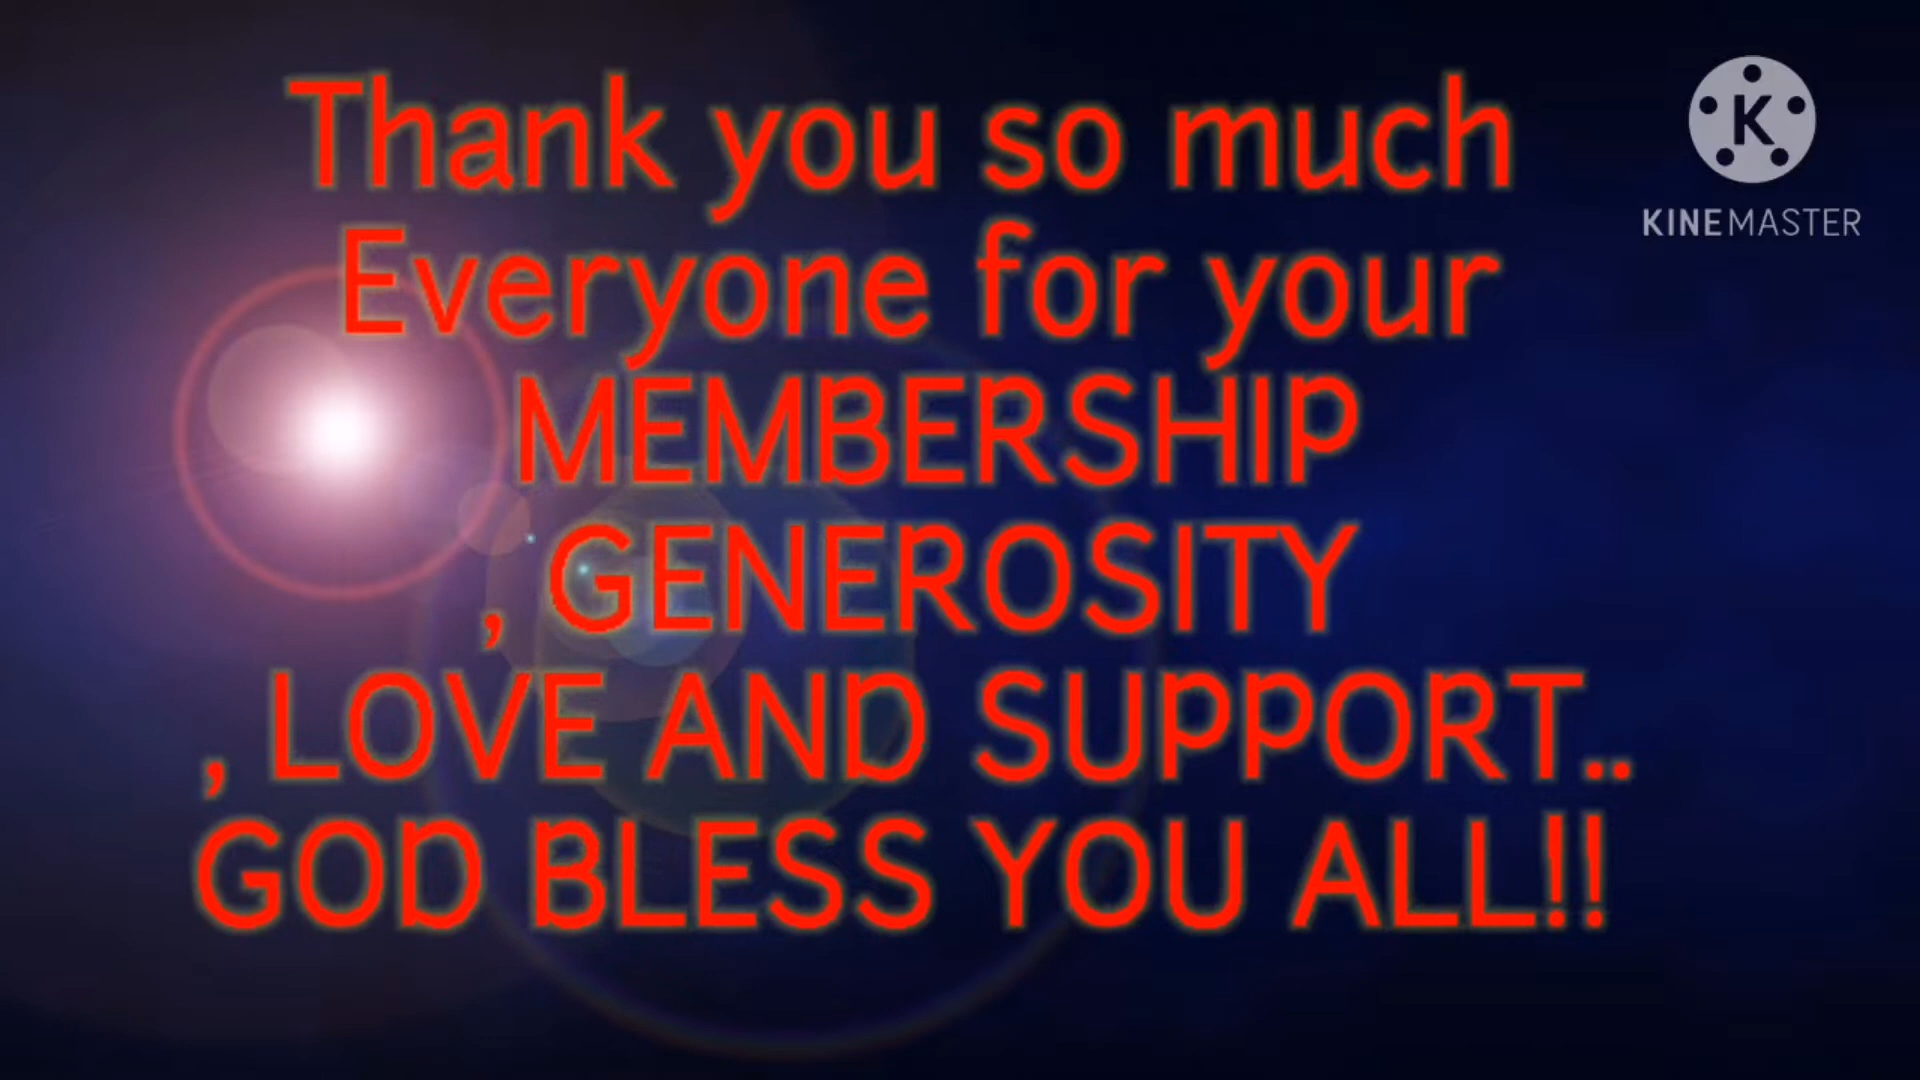 Thank you so much
Everyone for your
MEMBERSHIP
, GENEROSITY
, LOVE AND SUPPORT..
GOD BLESS YOU ALL!!
K
KINEMASTER